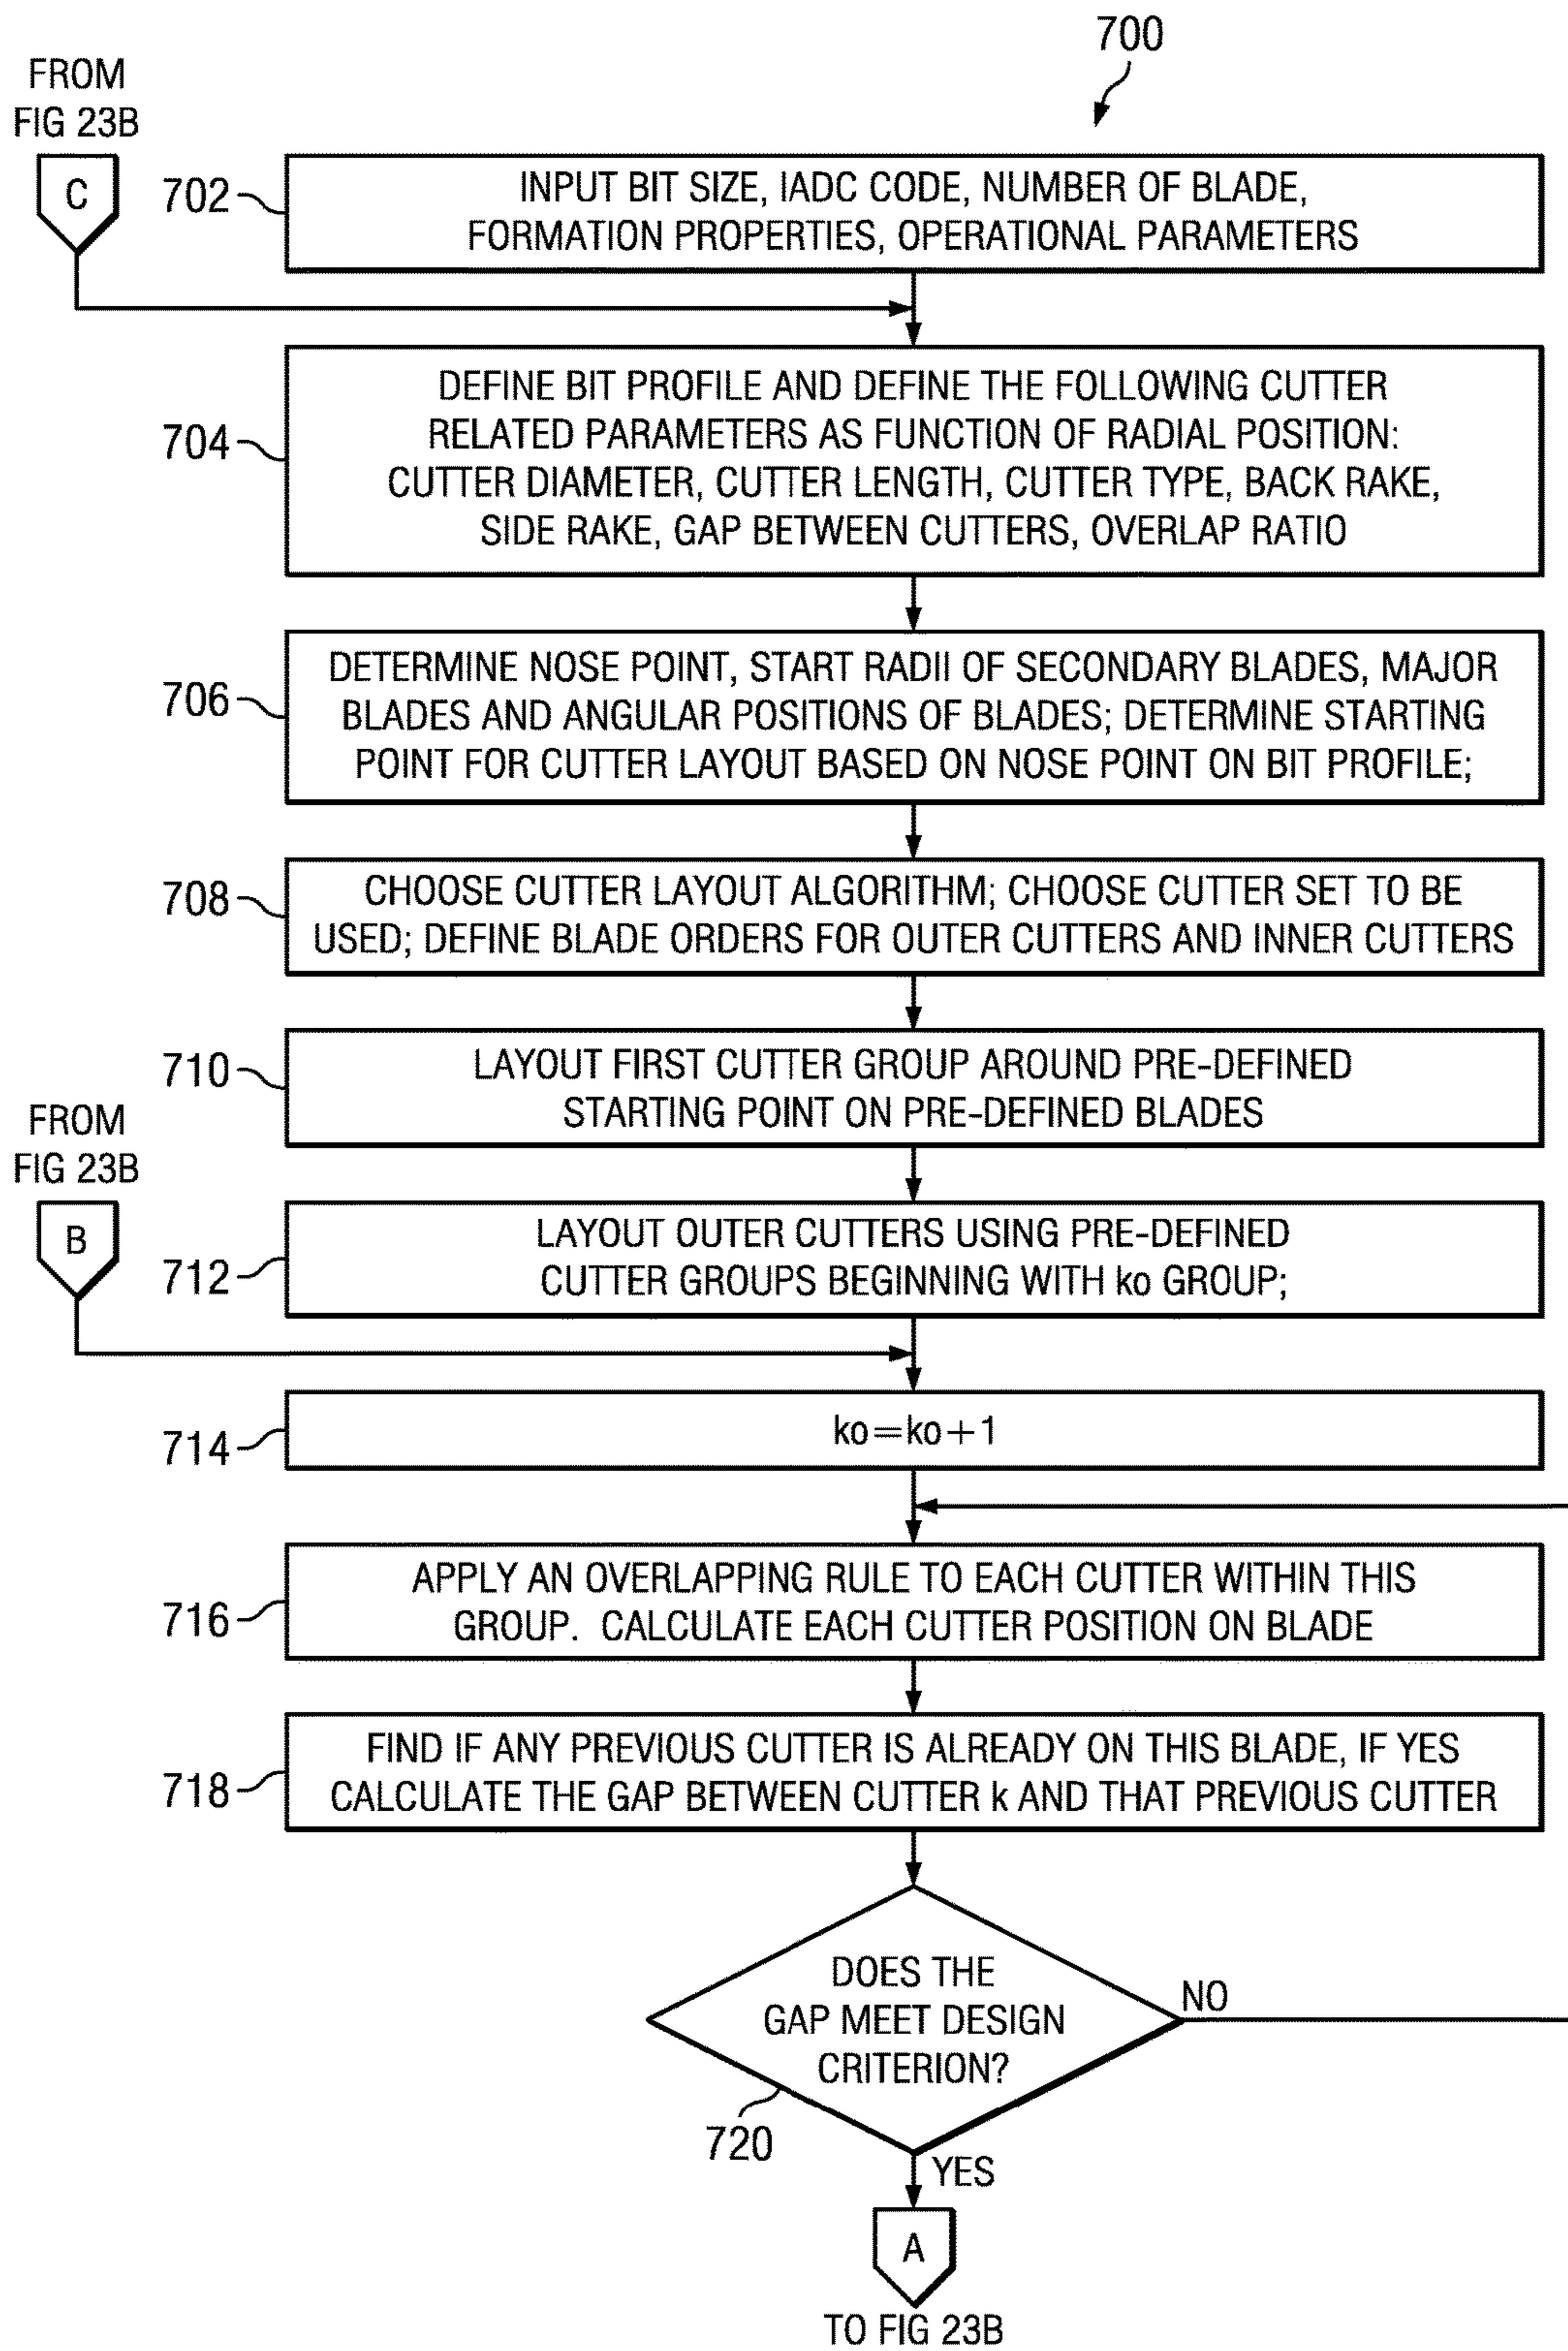 700
FROM
FIG 23B
C
702
INPUT BIT SIZE, IADC CODE, NUMBER OF BLADE,
FORMATION PROPERTIES, OPERATIONAL PARAMETERS
704
DEFINE BIT PROFILE AND DEFINE THE FOLLOWING CUTTER
RELATED PARAMETERS AS FUNCTION OF RADIAL POSITION:
CUTTER DIAMETER, CUTTER LENGTH, CUTTER TYPE, BACK RAKE,
SIDE RAKE, GAP BETWEEN CUTTERS, OVERLAP RATIO
706
DETERMINE NOSE POINT, START RADII OF SECONDARY BLADES, MAJOR
BLADES AND ANGULAR POSITIONS OF BLADES; DETERMINE STARTING
POINT FOR CUTTER LAYOUT BASED ON NOSE POINT ON BIT PROFILE;
708
CHOOSE CUTTER LAYOUT ALGORITHM; CHOOSE CUTTER SET TO BE
USED; DEFINE BLADE ORDERS FOR OUTER CUTTERS AND INNER CUTTERS
710
LAYOUT FIRST CUTTER GROUP AROUND PRE-DEFINED
STARTING POINT ON PRE-DEFINED BLADES
FROM
FIG 23B
B
712
LAYOUT OUTER CUTTERS USING PRE-DEFINED
CUTTER GROUPS BEGINNING WITH ko GROUP;
714
ko=ko+1
716
APPLY AN OVERLAPPING RULE TO EACH CUTTER WITHIN THIS
GROUP. CALCULATE EACH CUTTER POSITION ON BLADE
718
FIND IF ANY PREVIOUS CUTTER IS ALREADY ON THIS BLADE, IF YES
CALCULATE THE GAP BETWEEN CUTTER k AND THAT PREVIOUS CUTTER
DOES THE
GAP MEET DESIGN
CRITERION?
NO
720
YES
A
TO FIG 23B